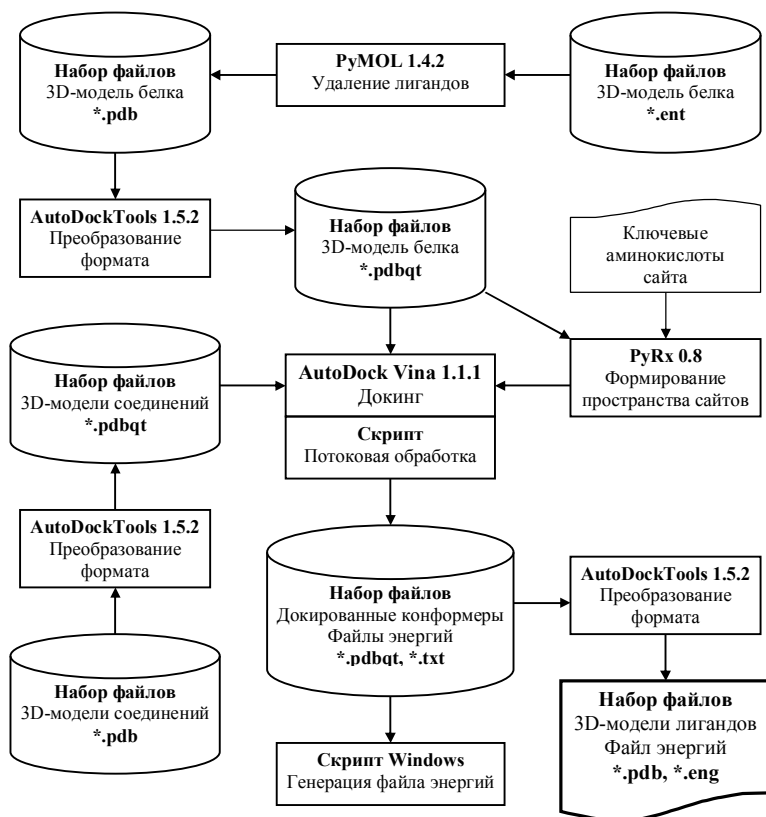 Набор файлов
3D-модель белка
*.pdb
PyMOL 1.4.2
Удаление лигандов
Набор файлов
3D-модель белка
*.ent
AutoDockTools 1.5.2
Преобразование
формата
Набор файлов
3D-модель белка
*.pdbqt
Ключевые
аминокислоты
сайта
Набор файлов
3D-модели соединений
*.pdbqt
AutoDock Vina 1.1.1
Докинг
Скрипт
Потоковая обработка
PyRx 0.8
Формирование
пространства сайтов
AutoDockTools 1.5.2
Преобразование
формата
Набор файлов
3D-модели соединений
*.pdb
Набор файлов
Докированные конформеры
Файлы энергий
*.pdbqt, *.txt
AutoDockTools 1.5.2
Преобразование
формата
Скрипт Windows
Генерация файла энергий
Набор файлов
3D-модели лигандов
Файл энергий
*.pdb, *.eng